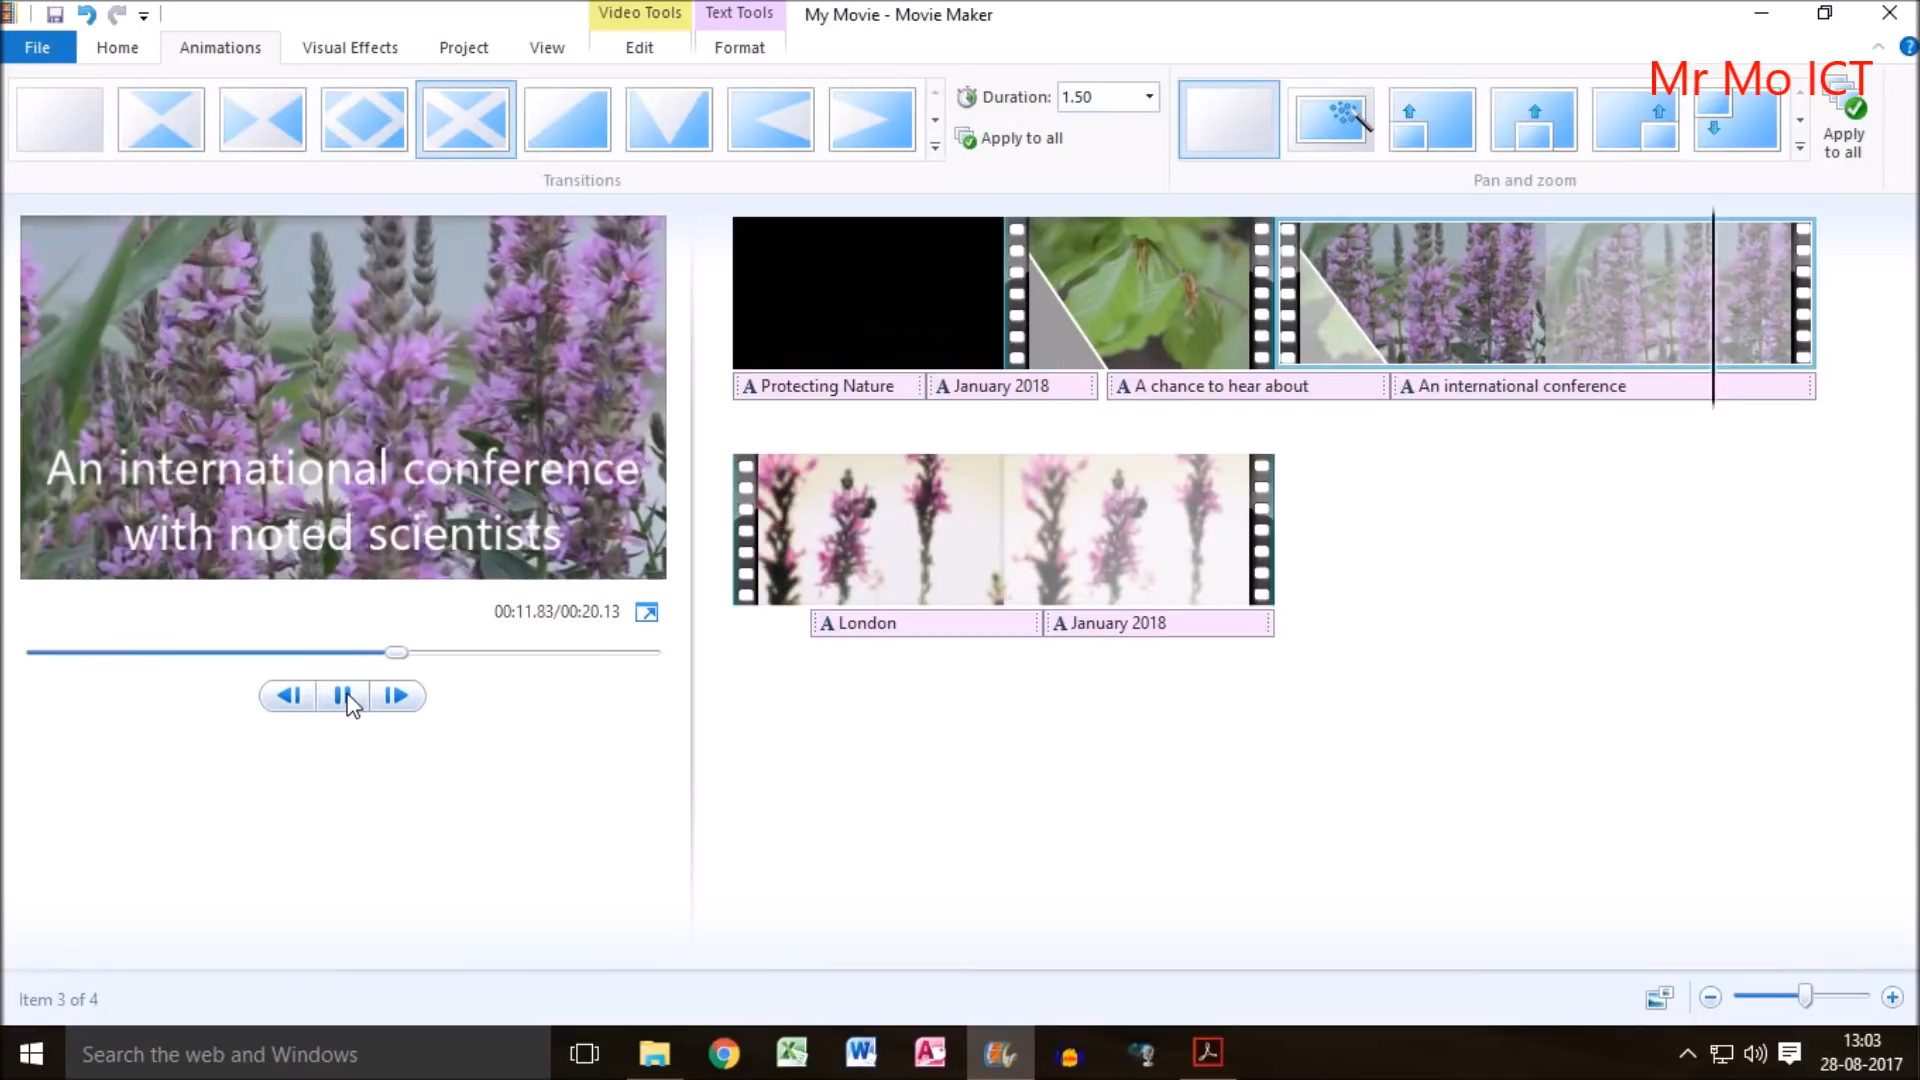 Video Tools
Text Tools
My Movie - Movie Maker
File
Home
Animations
Visual Effects
Project
View
Edit
Format
Mr Mo ICT
Duration:
1.50
Apply to all
Apply
to all
Transitions
Pan and zoom
An international conference
with noted scientists
A Protecting Nature
A January 2018
A A chance to hear about
A An international conference
A London
A January 2018
00:11.83/00:20.13
Item 3 of 4
Search the web and Windows
13:03
28-08-2017